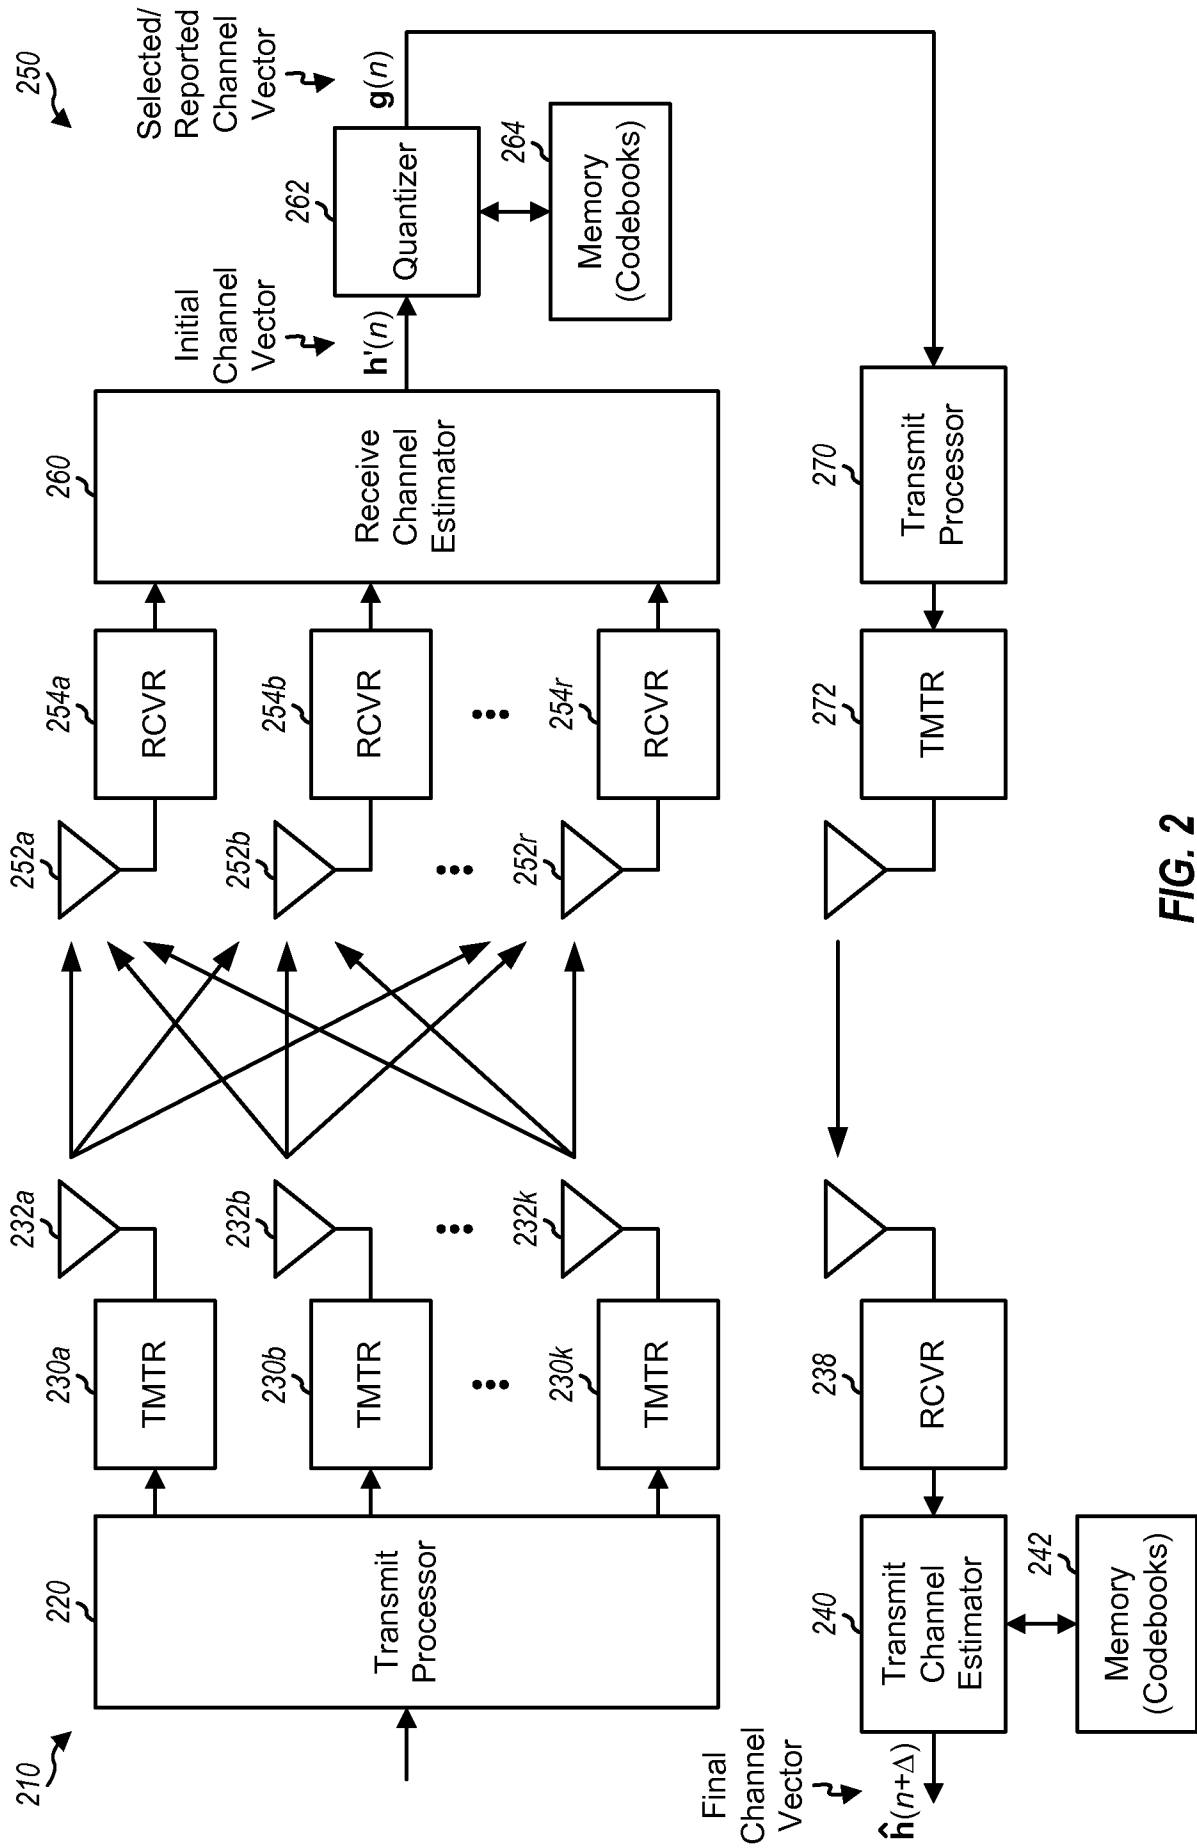 210
220
Transmit
Processor
230a
TMTR
232a
230b
TMTR
232b
230k
TMTR
232k
252a
254a
RCVR
252b
254b
RCVR
252r
254r
RCVR
260
Receive
Channel
Estimator
Initial
Channel
Vector
h'(n)
262
Quantizer
264
Memory
(Codebooks)
Selected/
Reported
Channel
Vector
g(n)
250
Final
Channel
Vector
ĥ(n+Δ)
240
Transmit
Channel
Estimator
242
Memory
(Codebooks)
238
RCVR
272
TMTR
270
Transmit
Processor
FIG. 2